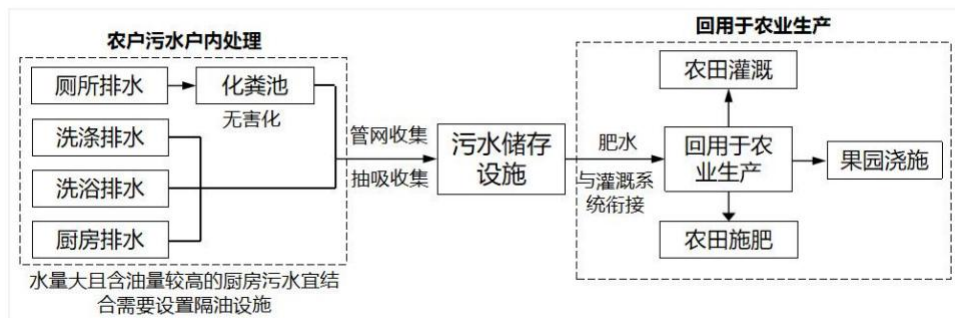 农户污水户内处理
厕所排水
化粪池
无害化
洗涤排水
洗浴排水
厨房排水
水量大且含油量较高的厨房污水宜结
合需要设置隔油设施
管网收集
抽吸收集
污水储存
设施
肥水
与灌溉系
统衔接
回用于农业生产
农田灌溉
回用于农
业生产
果园浇施
农田施肥